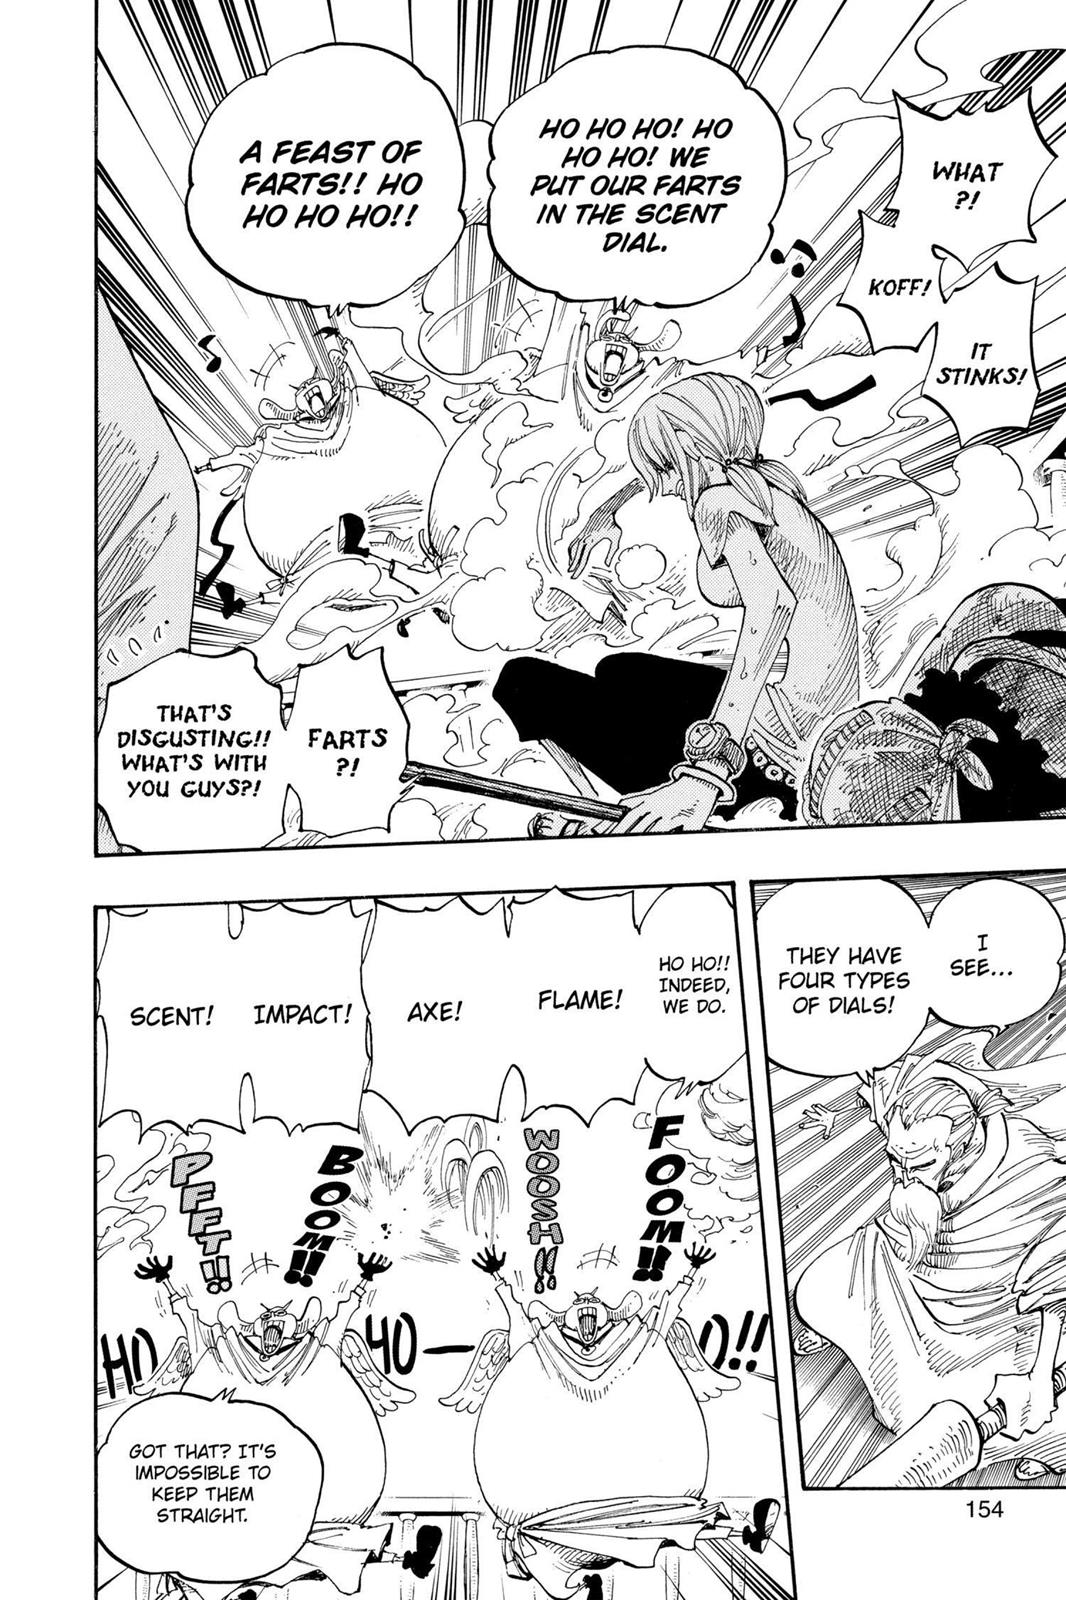 WHAT
?!
KOFF!
IT
STINKS!
HO HO HO! HO
HO HO! WE
PUT OUR FARTS
IN THE SCENT
DIAL.
A FEAST OF
FARTS!! HO
HO HO HO!!
FARTS
?!
THAT'S
DISGUSTING!!
WHAT'S WITH
YOU GUYS?!
I
SEE...
THEY HAVE
FOUR TYPES
OF DIALS!
HO HO!!
INDEED,
WE DO.
FLAME!
AXE!
IMPACT!
SCENT!
FOOM!!
WOOSH!!
BOOM!!
PFFT!!
HO
HO—
O!!
GOT THAT? IT'S
IMPOSSIBLE TO
KEEP THEM
STRAIGHT.
154